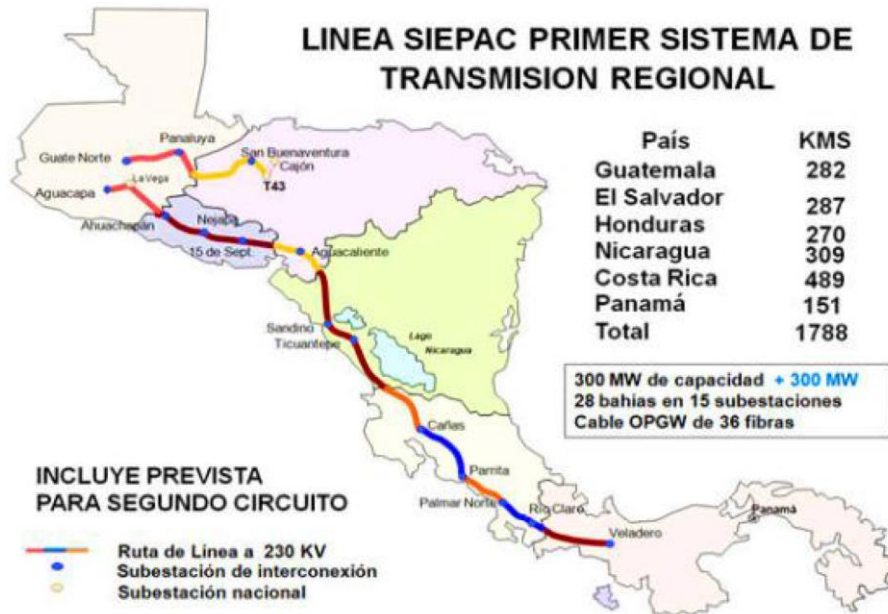 LINEA SIEPAC PRIMER SISTEMA DE
TRANSMISION REGIONAL
País KMS
Guatemala 282
El Salvador 287
Honduras 270
Nicaragua 309
Costa Rica 489
Panamá 151
Total 1788
300 MW de capacidad + 300 MW
28 bahias en 15 subestaciones
Cable OPGW de 36 fibras
Panaluya
Guate Norte
San Buenaventura
Cajón
T43
La Vega
Aguacapa
Ahuachapán
Nejapa
15 de Sept.
Aguacaliente
Sandino
Ticuantepe
Lago
Nicaragua
Cañas
Parrita
Palmar Norte
Río Claro
Veladero
Panamá
INCLUYE PREVISTA
PARA SEGUNDO CIRCUITO
Ruta de Línea a 230 KV
Subestación de interconexión
Subestación nacional